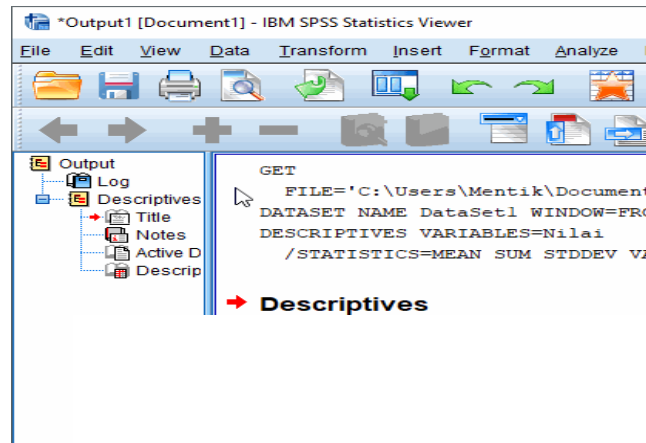 *Output1 [Document1] - IBM SPSS Statistics Viewer
File Edit View Data Transform Insert Format Analyze
Output
Log
Descriptives
Title
Notes
Active D
Descrip
GET
FILE='C:\Users\Mentik\Document
DATASET NAME DataSet1 WINDOW=FRO
DESCRIPTIVES VARIABLES=Nilai
/STATISTICS=MEAN SUM STDDEV VA
Descriptives